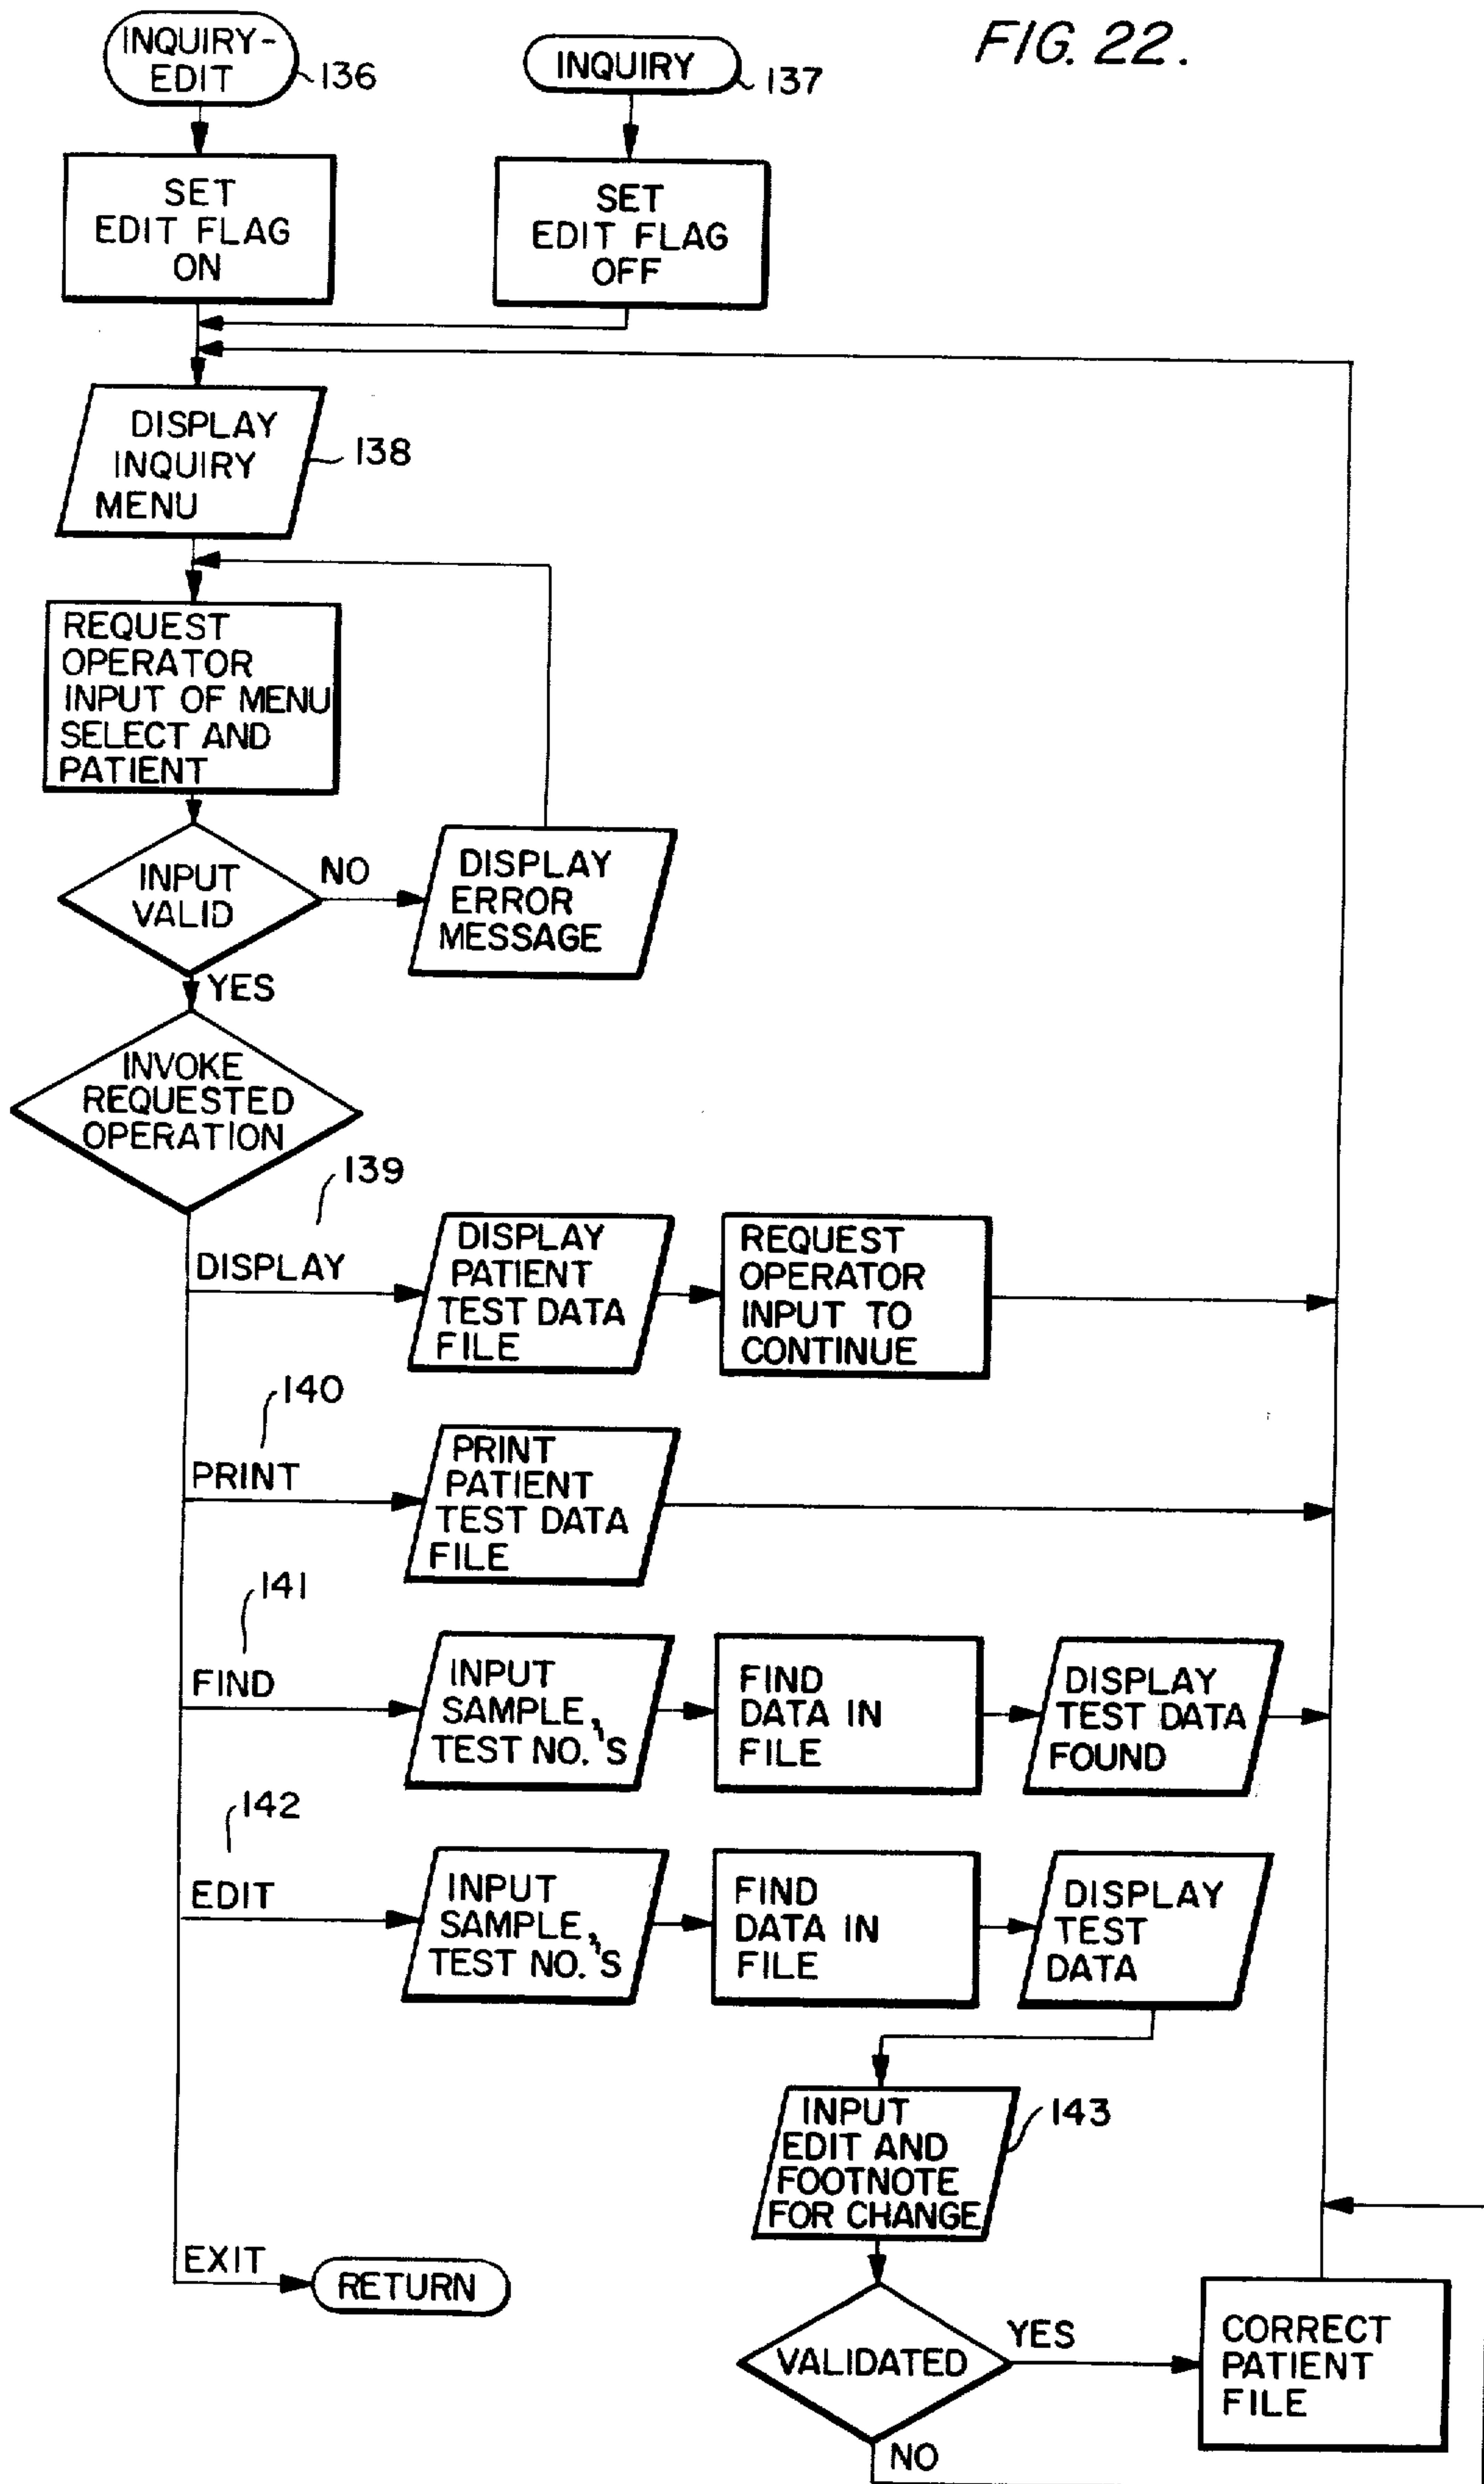 FIG. 22.
INQUIRY-
EDIT
136
INQUIRY
137
SET
EDIT FLAG
ON
SET
EDIT FLAG
OFF
DISPLAY
INQUIRY
MENU
138
REQUEST
OPERATOR
INPUT OF MENU
SELECT AND
PATIENT
INPUT
VALID
NO
DISPLAY
ERROR
MESSAGE
YES
INVOKE
REQUESTED
OPERATION
139
DISPLAY
DISPLAY
PATIENT
TEST DATA
FILE
REQUEST
OPERATOR
INPUT TO
CONTINUE
140
PRINT
PRINT
PATIENT
TEST DATA
FILE
141
FIND
INPUT
SAMPLE,
TEST NO.'S
FIND
DATA IN
FILE
DISPLAY
TEST DATA
FOUND
142
EDIT
INPUT
SAMPLE,
TEST NO.'S
FIND
DATA IN
FILE
DISPLAY
TEST
DATA
INPUT
EDIT AND
FOOTNOTE
FOR CHANGE
143
EXIT
RETURN
VALIDATED
YES
CORRECT
PATIENT
FILE
NO